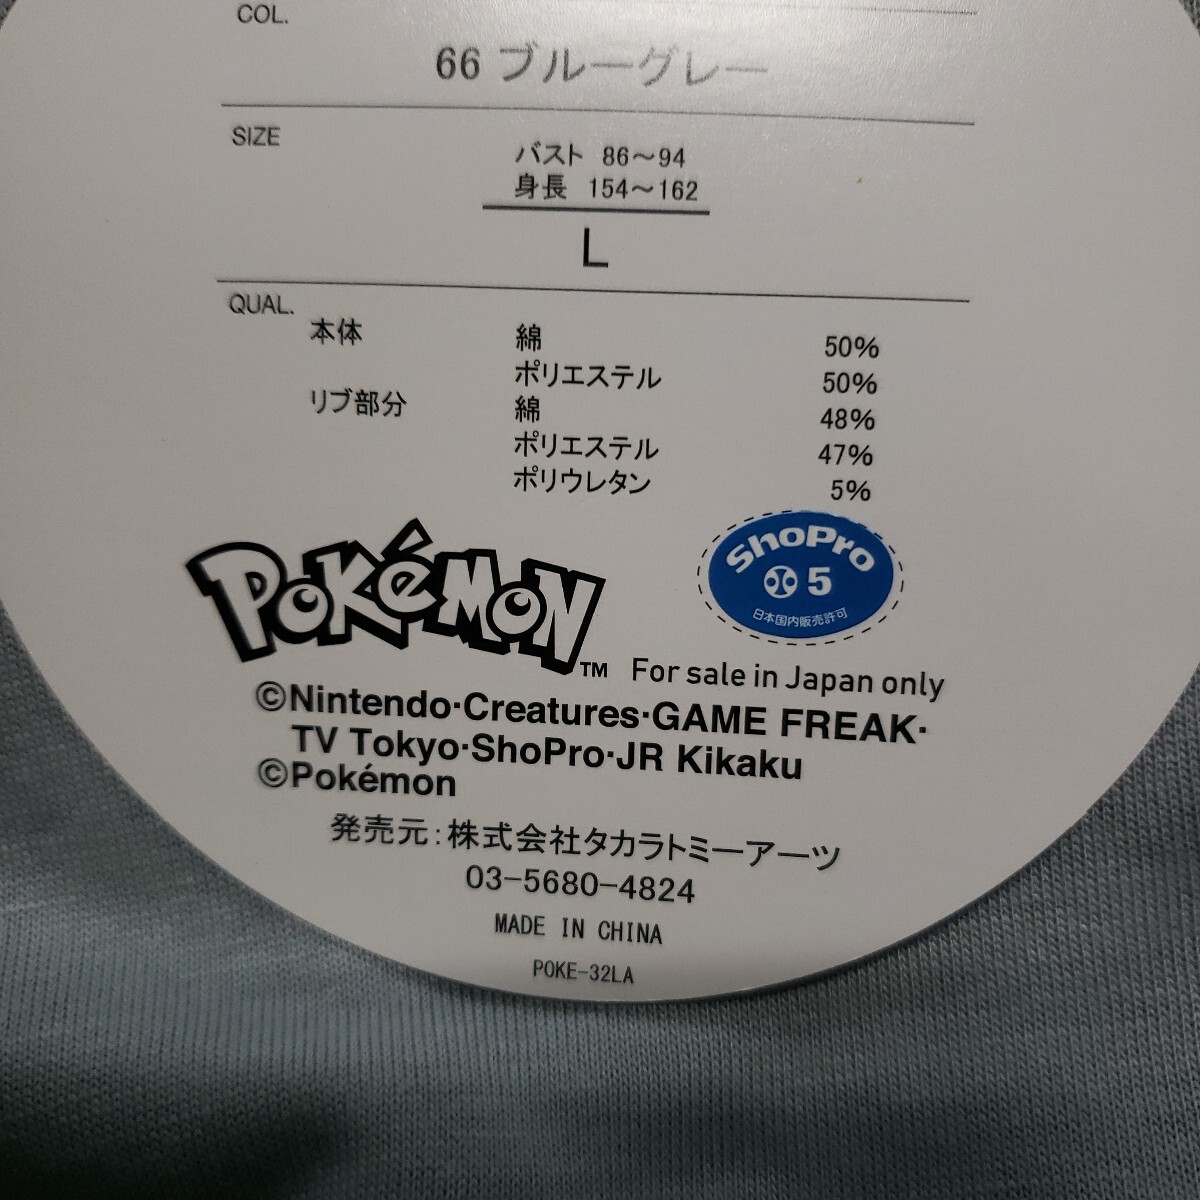 COL.
66 ブルーグレー
SIZE
バスト 86～94
身長 154～162
L
QUAL.
本体 綿 50%
ポリエステル 50%
リブ部分 綿 48%
ポリエステル 47%
ポリウレタン 5%
ShoPro
5
日本国内販売許可
POKéMON
TM For sale in Japan only
©Nintendo·Creatures·GAME FREAK·
TV Tokyo·ShoPro·JR Kikaku
©Pokémon
発売元:株式会社タカラトミーアーツ
03-5680-4824
MADE IN CHINA
POKE-32LA